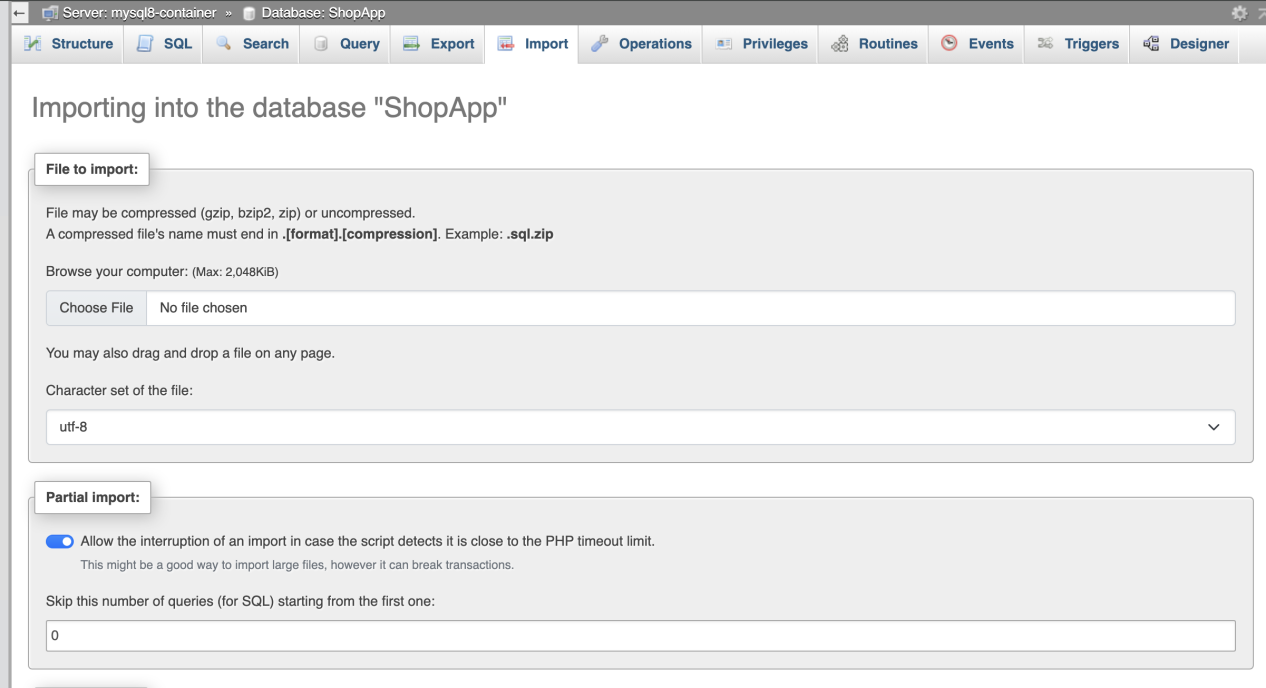 Server: mysql8-container » Database: ShopApp
Structure SQL Search Query Export Import Operations Privileges Routines Events Triggers Designer
Importing into the database "ShopApp"
File to import:
File may be compressed (gzip, bzip2, zip) or uncompressed.
A compressed file's name must end in .[format].[compression]. Example: .sql.zip
Browse your computer: (Max: 2,048KiB)
Choose File No file chosen
You may also drag and drop a file on any page.
Character set of the file:
utf-8
Partial import:
Allow the interruption of an import in case the script detects it is close to the PHP timeout limit.
This might be a good way to import large files, however it can break transactions.
Skip this number of queries (for SQL) starting from the first one:
0